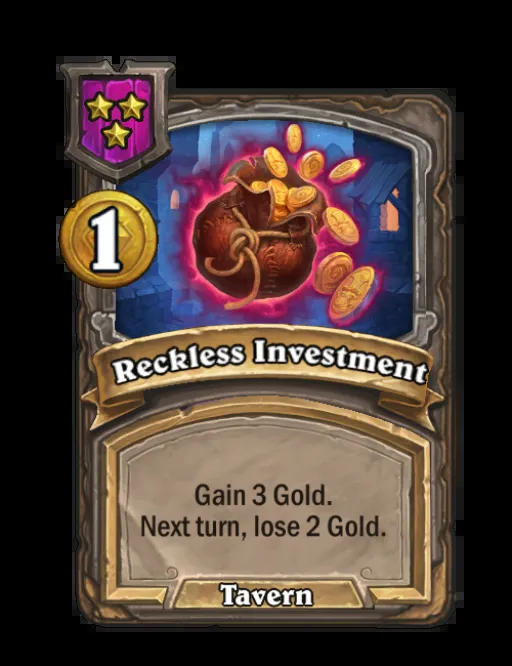 1
Reckless Investment
Gain 3 Gold.
Next turn, lose 2 Gold.
Tavern